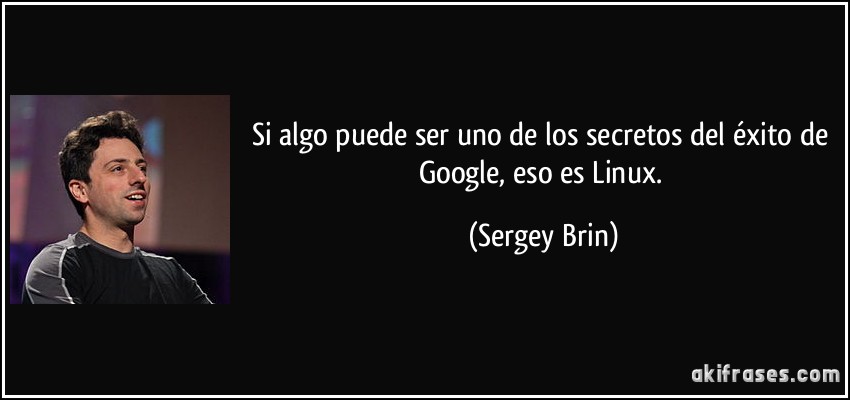 Si algo puede ser uno de los secretos del éxito de
Google, eso es Linux.
(Sergey Brin)
akifrases.com